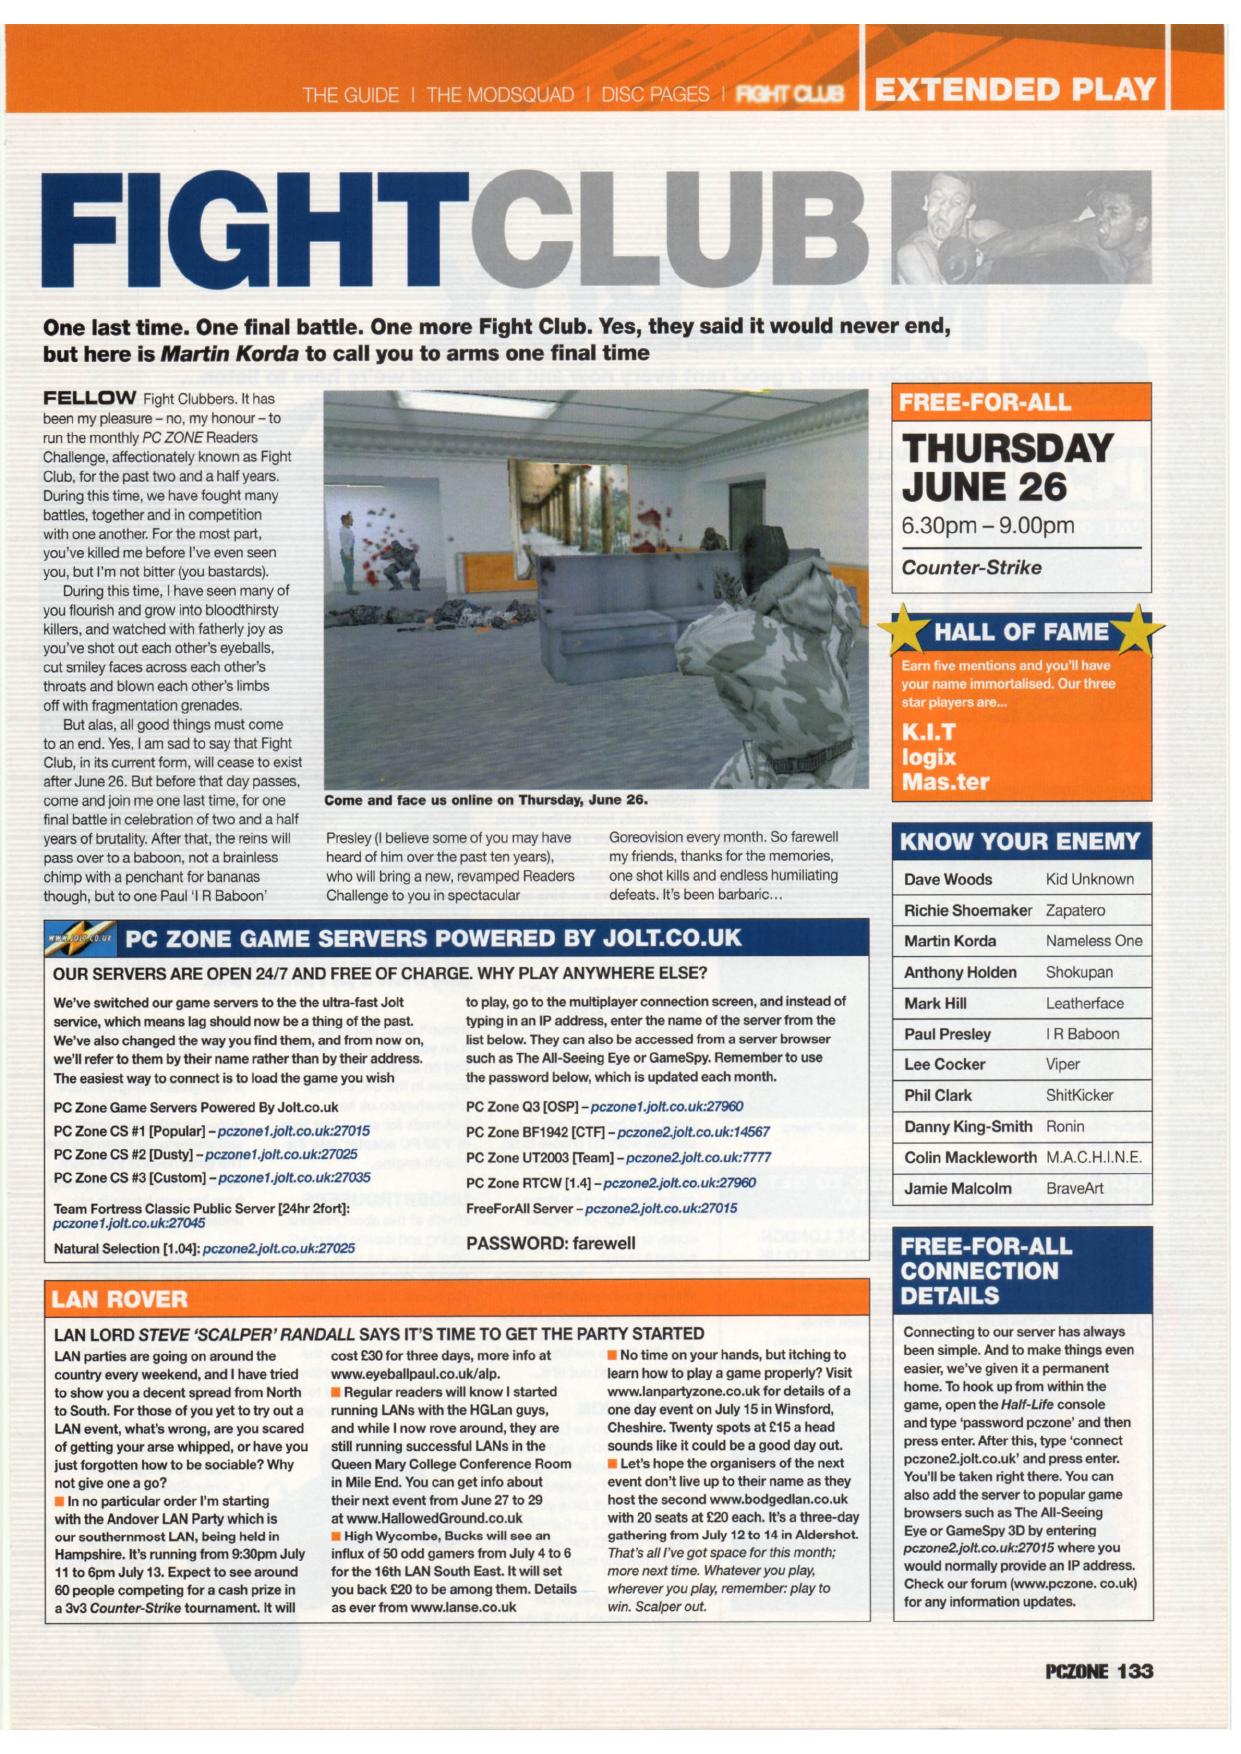 THE GUIDE | THE MODSQUAD | DISC PAGES | FIGHT CLUB
EXTENDED PLAY
FIGHTCLUB
One last time. One final battle. One more Fight Club. Yes, they said it would never end,
but here is Martin Korda to call you to arms one final time
FELLOW Fight Clubbers. It has
been my pleasure – no, my honour – to
run the monthly PC ZONE Readers
Challenge, affectionately known as Fight
Club, for the past two and a half years.
During this time, we have fought many
battles, together and in competition
with one another. For the most part,
you've killed me before I've even seen
you, but I'm not bitter (you bastards).
During this time, I have seen many of
you flourish and grow into bloodthirsty
killers, and watched with fatherly joy as
you've shot out each other's eyeballs,
cut smiley faces across each other's
throats and blown each other's limbs
off with fragmentation grenades.
But alas, all good things must come
to an end. Yes, I am sad to say that Fight
Club, in its current form, will cease to exist
after June 26. But before that day passes,
come and join me one last time, for one
final battle in celebration of two and a half
years of brutality. After that, the reins will
pass over to a baboon, not a brainless
chimp with a penchant for bananas
though, but to one Paul 'I R Baboon'
Come and face us online on Thursday, June 26.
Presley (I believe some of you may have
heard of him over the past ten years),
who will bring a new, revamped Readers
Challenge to you in spectacular
Goreovision every month. So farewell
my friends, thanks for the memories,
one shot kills and endless humiliating
defeats. It's been barbaric...
FREE-FOR-ALL
THURSDAY
JUNE 26
6.30pm – 9.00pm
Counter-Strike
HALL OF FAME
Earn five mentions and you'll have
your name immortalised. Our three
star players are...
K.I.T
logix
Mas.ter
KNOW YOUR ENEMY
Dave Woods Kid Unknown
Richie Shoemaker Zapatero
Martin Korda Nameless One
Anthony Holden Shokupan
Mark Hill Leatherface
Paul Presley I R Baboon
Lee Cocker Viper
Phil Clark ShitKicker
Danny King-Smith Ronin
Colin Mackleworth M.A.C.H.I.N.E.
Jamie Malcolm BraveArt
WWW.JOLT.CO.UK
PC ZONE GAME SERVERS POWERED BY JOLT.CO.UK
OUR SERVERS ARE OPEN 24/7 AND FREE OF CHARGE. WHY PLAY ANYWHERE ELSE?
We've switched our game servers to the the ultra-fast Jolt
service, which means lag should now be a thing of the past.
We've also changed the way you find them, and from now on,
we'll refer to them by their name rather than by their address.
The easiest way to connect is to load the game you wish
to play, go to the multiplayer connection screen, and instead of
typing in an IP address, enter the name of the server from the
list below. They can also be accessed from a server browser
such as The All-Seeing Eye or GameSpy. Remember to use
the password below, which is updated each month.
PC Zone Game Servers Powered By Jolt.co.uk
PC Zone CS #1 [Popular] – pczone1.jolt.co.uk:27015
PC Zone CS #2 [Dusty] – pczone1.jolt.co.uk:27025
PC Zone CS #3 [Custom] – pczone1.jolt.co.uk:27035
Team Fortress Classic Public Server [24hr 2fort]:
pczone1.jolt.co.uk:27045
Natural Selection [1.04]: pczone2.jolt.co.uk:27025
PC Zone Q3 [OSP] – pczone1.jolt.co.uk:27960
PC Zone BF1942 [CTF] – pczone2.jolt.co.uk:14567
PC Zone UT2003 [Team] – pczone2.jolt.co.uk:7777
PC Zone RTCW [1.4] – pczone2.jolt.co.uk:27960
FreeForAll Server – pczone2.jolt.co.uk:27015
PASSWORD: farewell
LAN ROVER
LAN LORD STEVE 'SCALPER' RANDALL SAYS IT'S TIME TO GET THE PARTY STARTED
LAN parties are going on around the
country every weekend, and I have tried
to show you a decent spread from North
to South. For those of you yet to try out a
LAN event, what's wrong, are you scared
of getting your arse whipped, or have you
just forgotten how to be sociable? Why
not give one a go?
■ In no particular order I'm starting
with the Andover LAN Party which is
our southernmost LAN, being held in
Hampshire. It's running from 9:30pm July
11 to 6pm July 13. Expect to see around
60 people competing for a cash prize in
a 3v3 Counter-Strike tournament. It will
cost £30 for three days, more info at
www.eyeballpaul.co.uk/alp.
■ Regular readers will know I started
running LANs with the HGLan guys,
and while I now rove around, they are
still running successful LANs in the
Queen Mary College Conference Room
in Mile End. You can get info about
their next event from June 27 to 29
at www.HallowedGround.co.uk
■ High Wycombe, Bucks will see an
influx of 50 odd gamers from July 4 to 6
for the 16th LAN South East. It will set
you back £20 to be among them. Details
as ever from www.lanse.co.uk
■ No time on your hands, but itching to
learn how to play a game properly? Visit
www.lanpartyzone.co.uk for details of a
one day event on July 15 in Winsford,
Cheshire. Twenty spots at £15 a head
sounds like it could be a good day out.
■ Let's hope the organisers of the next
event don't live up to their name as they
host the second www.bodgedlan.co.uk
with 20 seats at £20 each. It's a three-day
gathering from July 12 to 14 in Aldershot.
That's all I've got space for this month;
more next time. Whatever you play,
wherever you play, remember: play to
win. Scalper out.
FREE-FOR-ALL
CONNECTION
DETAILS
Connecting to our server has always
been simple. And to make things even
easier, we've given it a permanent
home. To hook up from within the
game, open the Half-Life console
and type 'password pczone' and then
press enter. After this, type 'connect
pczone2.jolt.co.uk' and press enter.
You'll be taken right there. You can
also add the server to popular game
browsers such as The All-Seeing
Eye or GameSpy 3D by entering
pczone2.jolt.co.uk:27015 where you
would normally provide an IP address.
Check our forum (www.pczone. co.uk)
for any information updates.
PCZONE 133